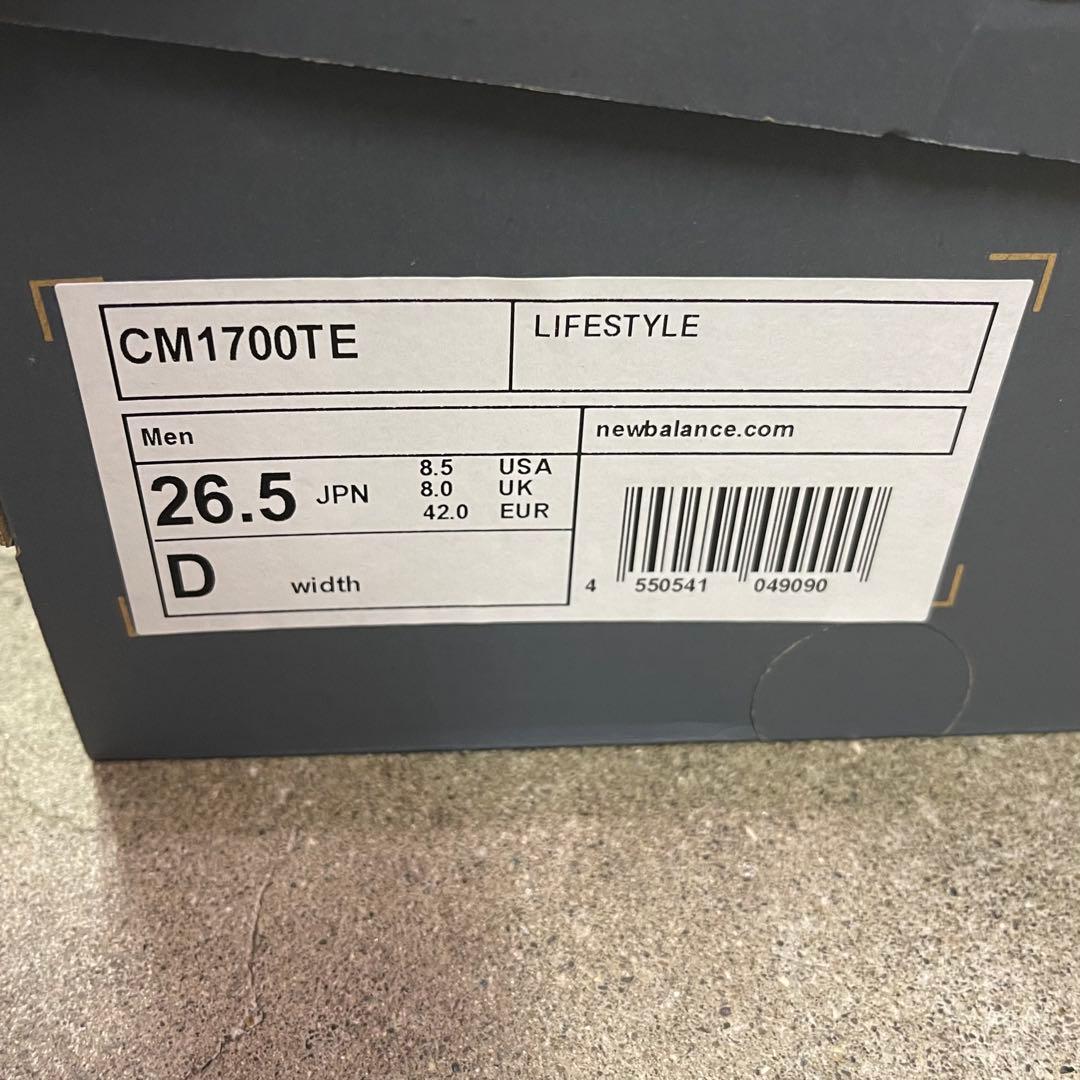 CM1700TE
LIFESTYLE
Men
newbalance.com
26.5 JPN
8.5 USA
8.0 UK
42.0 EUR
D width
4 550541 049090